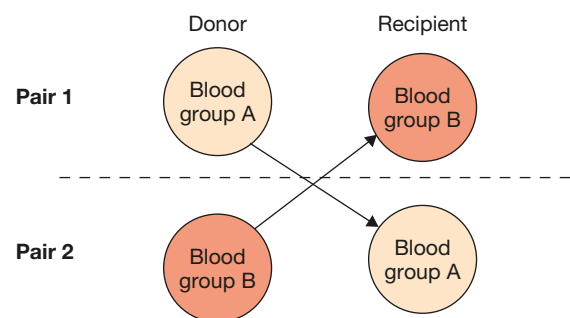 Donor
Recipient
Pair 1
Blood
group A
Blood
group B
Pair 2
Blood
group B
Blood
group A